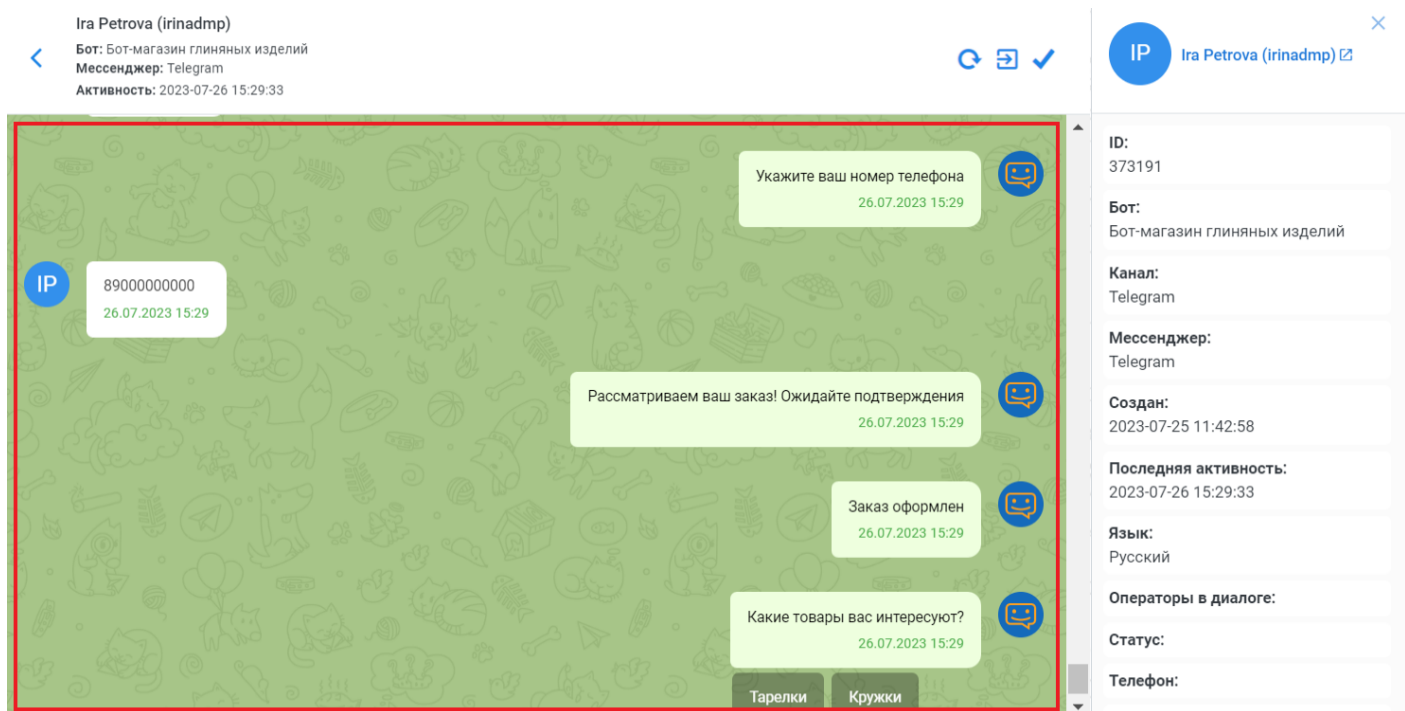 Ira Petrova (irinadmp)
Бот: Бот-магазин глиняных изделий
Мессенджер: Telegram
Активность: 2023-07-26 15:29:33
Укажите ваш номер телефона
26.07.2023 15:29
IP
89000000000
26.07.2023 15:29
Рассматриваем ваш заказ! Ожидайте подтверждения
26.07.2023 15:29
Заказ оформлен
26.07.2023 15:29
Какие товары вас интересуют?
26.07.2023 15:29
Тарелки Кружки
IP
Ira Petrova (irinadmp)
ID:
373191
Бот:
Бот-магазин глиняных изделий
Канал:
Telegram
Мессенджер:
Telegram
Создан:
2023-07-25 11:42:58
Последняя активность:
2023-07-26 15:29:33
Язык:
Русский
Операторы в диалоге:
Статус:
Телефон: